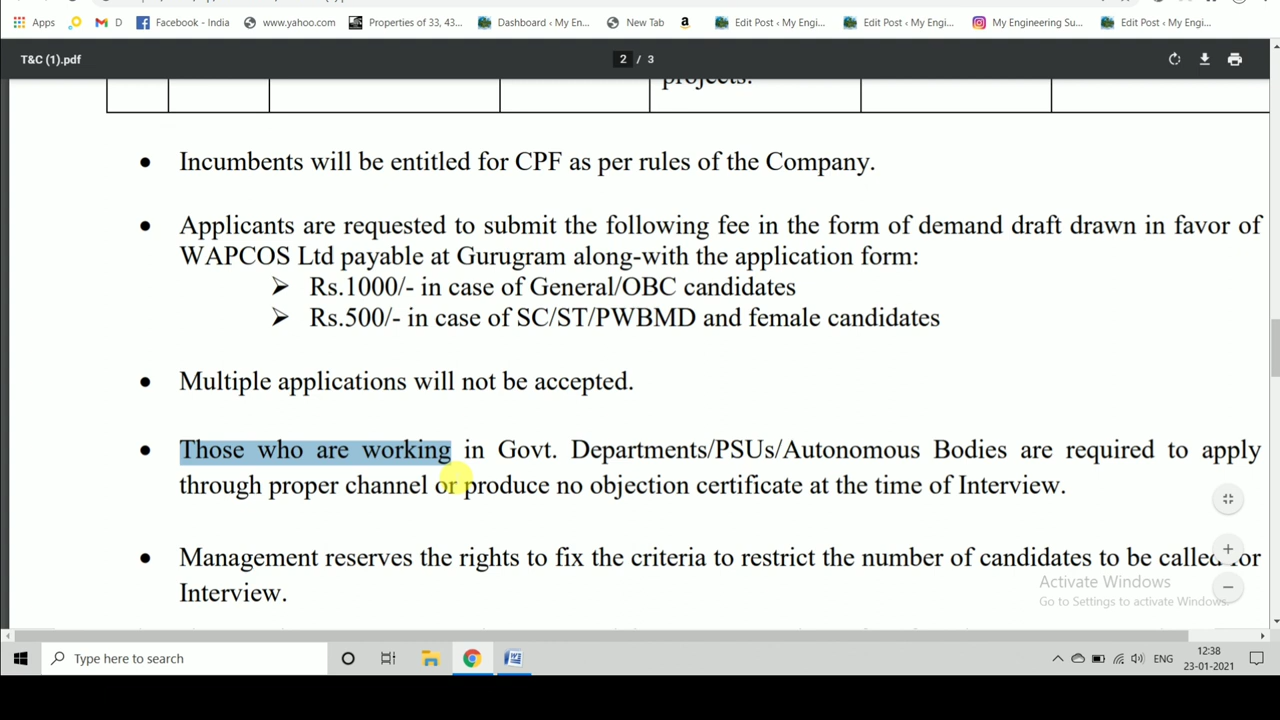 Apps
M D
Facebook - India
www.yahoo.com
Properties of 33, 43...
Dashboard ‹ My En...
New Tab
a
Edit Post ‹ My Engi...
Edit Post ‹ My Engi...
My Engineering Su...
Edit Post ‹ My Engi...
T&C (1).pdf
2 / 3
projects.
• Incumbents will be entitled for CPF as per rules of the Company.
• Applicants are requested to submit the following fee in the form of demand draft drawn in favor of
WAPCOS Ltd payable at Gurugram along-with the application form:
➢ Rs.1000/- in case of General/OBC candidates
➢ Rs.500/- in case of SC/ST/PWBMD and female candidates
• Multiple applications will not be accepted.
• Those who are working in Govt. Departments/PSUs/Autonomous Bodies are required to apply
through proper channel or produce no objection certificate at the time of Interview.
• Management reserves the rights to fix the criteria to restrict the number of candidates to be called for
Interview.
Activate Windows
Go to Settings to activate Windows.
Type here to search
ENG
12:38
23-01-2021